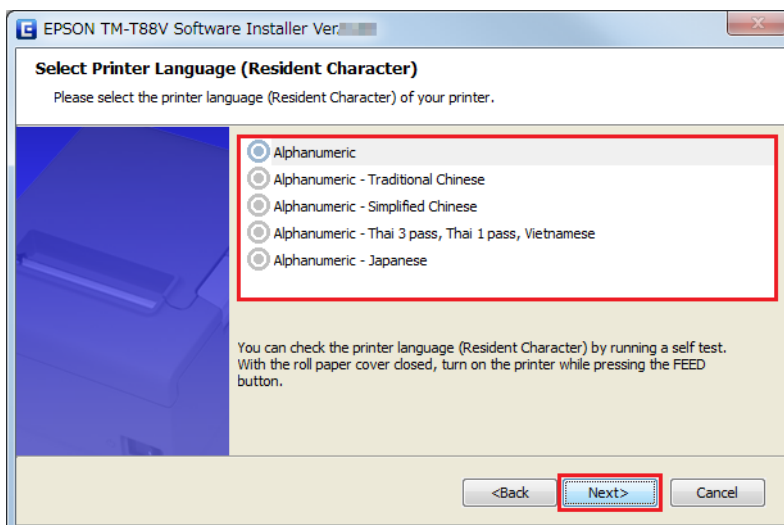 EPSON TM-T88V Software Installer Ver.
Select Printer Language (Resident Character)
Please select the printer language (Resident Character) of your printer.
Alphanumeric
Alphanumeric - Traditional Chinese
Alphanumeric - Simplified Chinese
Alphanumeric - Thai 3 pass, Thai 1 pass, Vietnamese
Alphanumeric - Japanese
You can check the printer language (Resident Character) by running a self test.
With the roll paper cover closed, turn on the printer while pressing the FEED
button.
<Back Next> Cancel